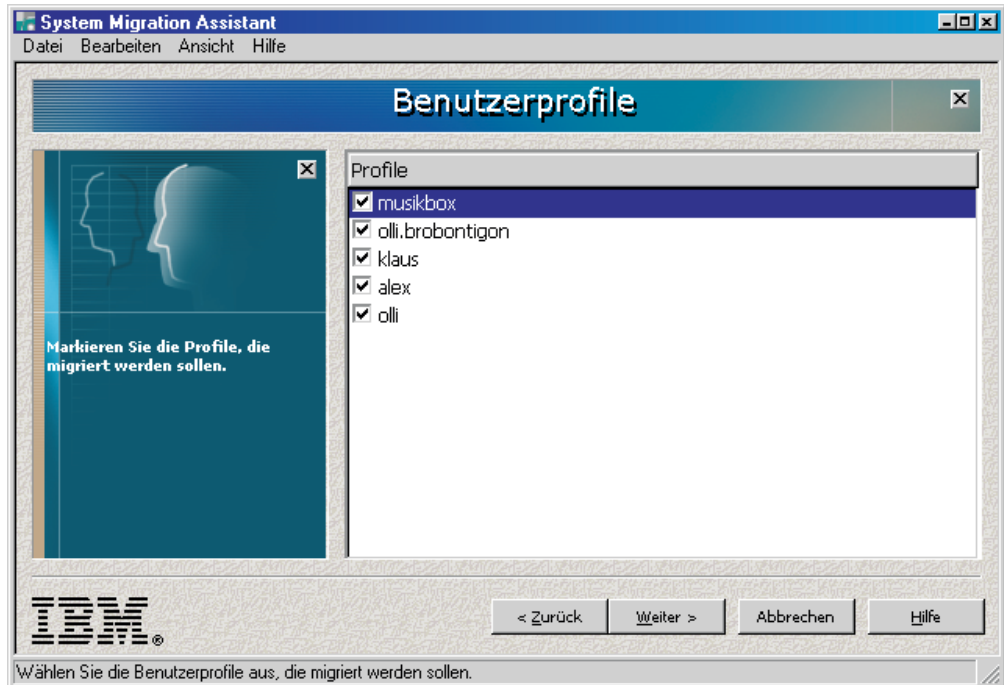 System Migration Assistant
Datei Bearbeiten Ansicht Hilfe
Benutzerprofile
Markieren Sie die Profile, die
migriert werden sollen.
Profile
musikbox
olli.brobontigon
klaus
alex
olli
IBM®
< Zurück Weiter > Abbrechen Hilfe
Wählen Sie die Benutzerprofile aus, die migriert werden sollen.